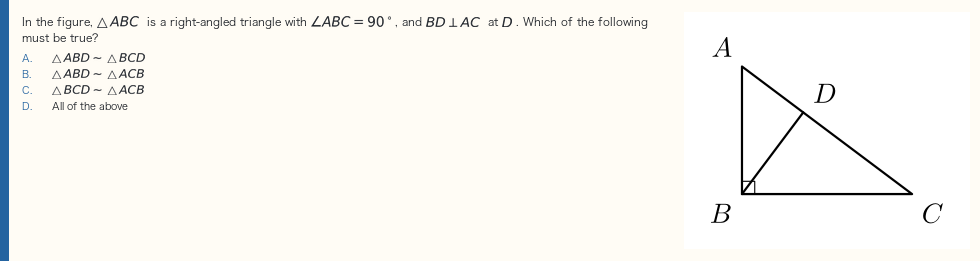 In the figure, △ABC is a right-angled triangle with ∠ABC = 90°, and BD ⊥ AC at D. Which of the following
must be true?
A. △ABD ~ △BCD
B. △ABD ~ △ACB
C. △BCD ~ △ACB
D. All of the above
A
D
B
C